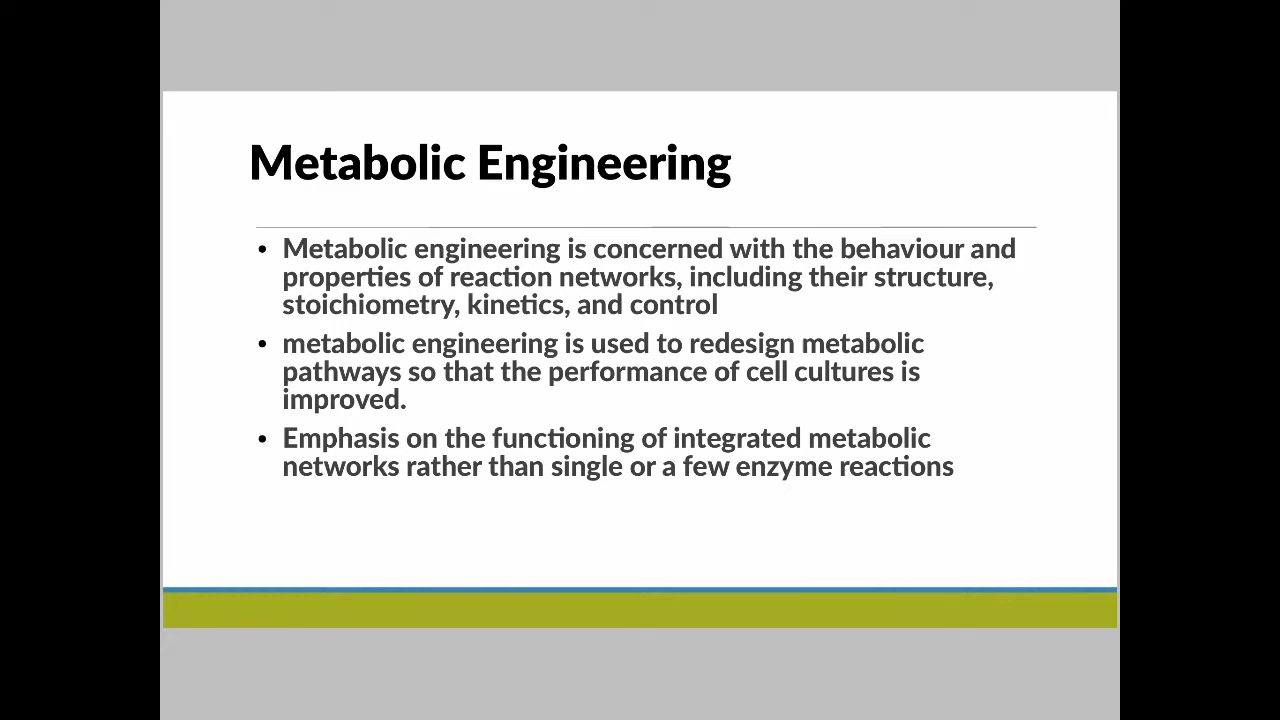 Metabolic Engineering
• Metabolic engineering is concerned with the behaviour and
properties of reaction networks, including their structure,
stoichiometry, kinetics, and control
• metabolic engineering is used to redesign metabolic
pathways so that the performance of cell cultures is
improved.
• Emphasis on the functioning of integrated metabolic
networks rather than single or a few enzyme reactions